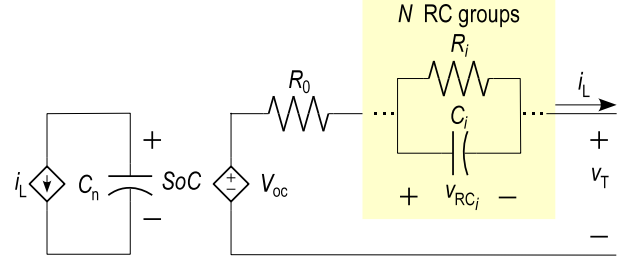 N RC groups
R_i
R_0
i_L
C_i
+
i_L
C_n
SoC
+
−
V_oc
+ v_RC_i −
v_T
+
−
−